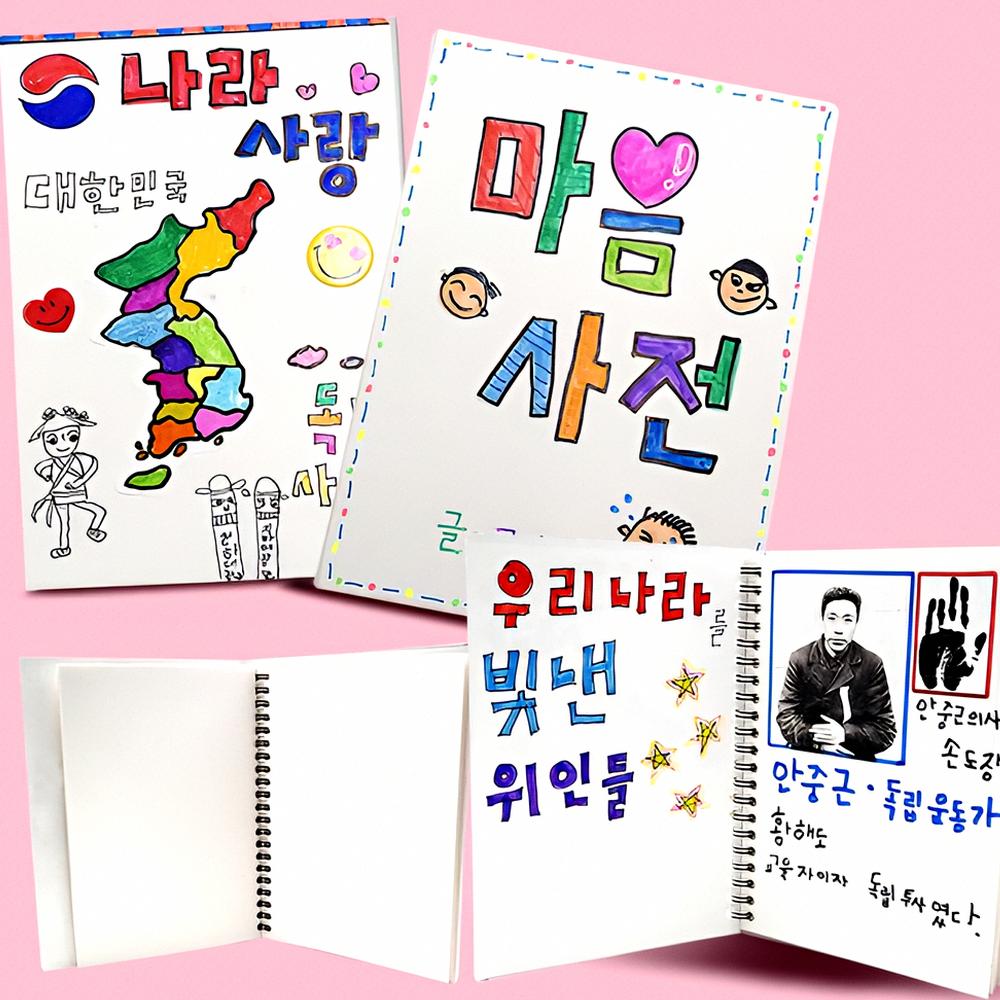 나라
사랑
대한민국
독
사
마음
사전
글
우리나라를
빛낸
위인들
안중근의사
손도장
안중근·독립운동가
황해도
교육자이자 독립투사였다.